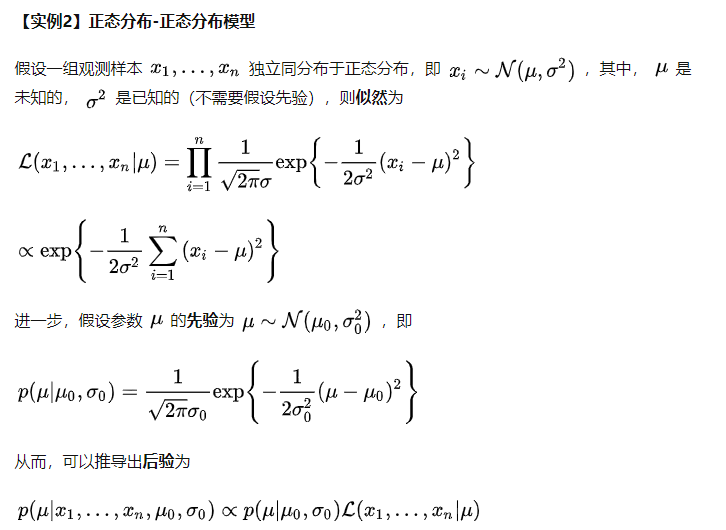 【实例2】正态分布-正态分布模型
假设一组观测样本 $x_1, \ldots, x_n$ 独立同分布于正态分布，即 $x_i \sim \mathcal{N}(\mu, \sigma^2)$ ，其中， $\mu$ 是
未知的， $\sigma^2$ 是已知的（不需要假设先验），则似然为
$\mathcal{L}(x_1, \ldots, x_n | \mu) = \prod_{i=1}^{n} \frac{1}{\sqrt{2\pi}\sigma} \exp\left\{-\frac{1}{2\sigma^2}(x_i - \mu)^2\right\}$
$\propto \exp\left\{-\frac{1}{2\sigma^2} \sum_{i=1}^{n} (x_i - \mu)^2\right\}$
进一步，假设参数 $\mu$ 的先验为 $\mu \sim \mathcal{N}(\mu_0, \sigma_0^2)$ ，即
$p(\mu | \mu_0, \sigma_0) = \frac{1}{\sqrt{2\pi}\sigma_0} \exp\left\{-\frac{1}{2\sigma_0^2}(\mu - \mu_0)^2\right\}$
从而，可以推导出后验为
$p(\mu | x_1, \ldots, x_n, \mu_0, \sigma_0) \propto p(\mu | \mu_0, \sigma_0) \mathcal{L}(x_1, \ldots, x_n | \mu)$